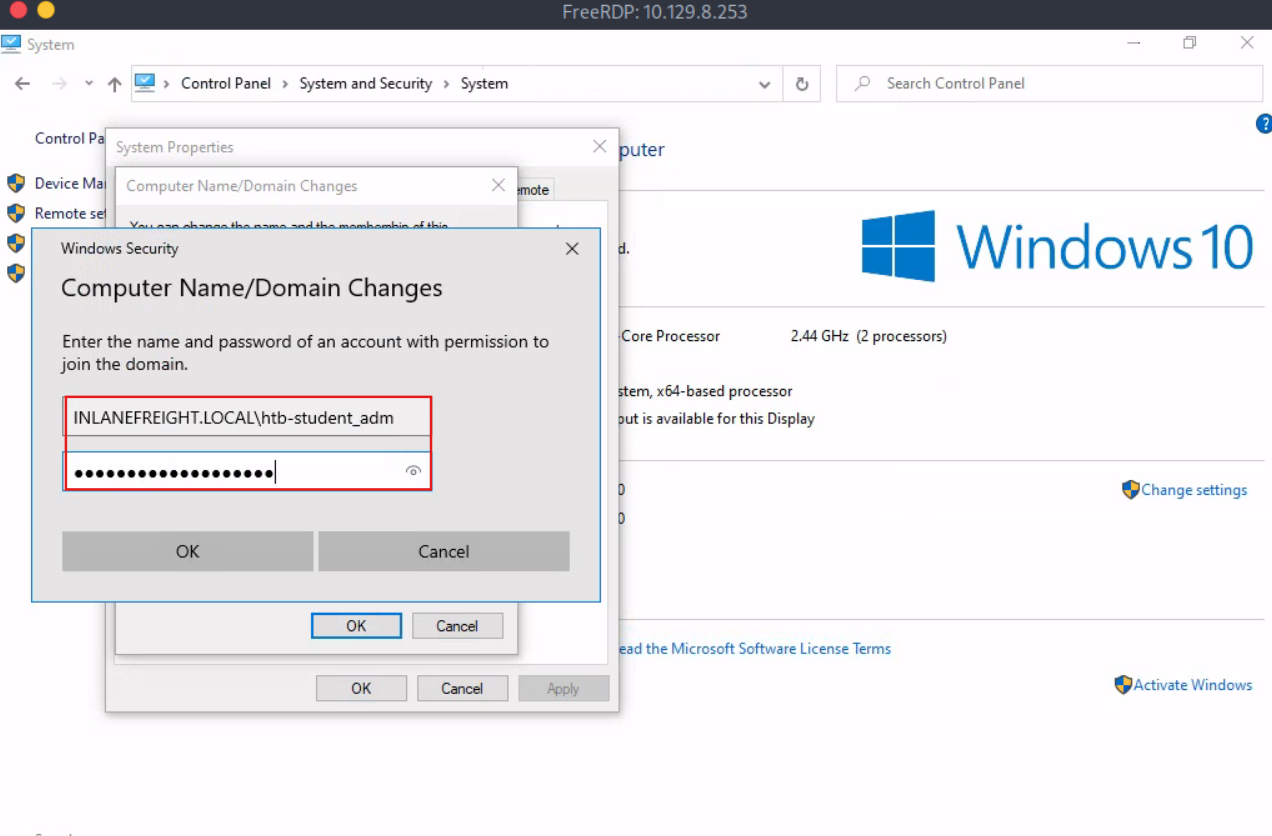 FreeRDP: 10.129.8.253
System
Control Panel > System and Security > System
Search Control Panel
Control Pa
System Properties
puter
Device Ma
Computer Name/Domain Changes
emote
Remote set
You can change the name and the membership of this
Windows Security
d.
Windows 10
Computer Name/Domain Changes
Enter the name and password of an account with permission to
join the domain.
-Core Processor
2.44 GHz (2 processors)
stem, x64-based processor
INLANEFREIGHT.LOCAL\htb-student_adm
put is available for this Display
●●●●●●●●●●●●●●●●●●●
0
Change settings
0
OK
Cancel
OK
Cancel
ead the Microsoft Software License Terms
OK
Cancel
Apply
Activate Windows